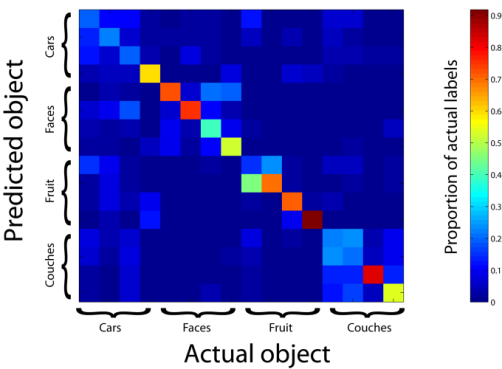 Predicted object
Cars
Faces
Fruit
Couches
Cars
Faces
Fruit
Couches
Actual object
Proportion of actual labels
0.9
0.8
0.7
0.6
0.5
0.4
0.3
0.2
0.1
0